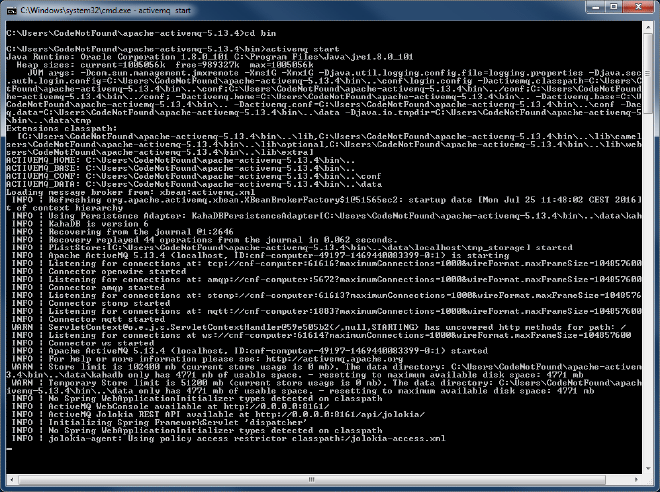 C:\Windows\system32\cmd.exe - activemq start
C:\Users\CodeNotFound\apache-activemq-5.13.4>cd bin
C:\Users\CodeNotFound\apache-activemq-5.13.4\bin>activemq start
Java Runtime: Oracle Corporation 1.8.0_101 C:\Program Files\Java\jre1.8.0_101
Heap sizes: current=1005056k free=989327k max=1005056k
JVM args: -Dcom.sun.management.jmxremote -Xms1G -Xmx1G -Djava.util.logging.config.file=logging.properties -Djava.sec
.auth.login.config=C:\Users\CodeNotFound\apache-activemq-5.13.4\bin\..\conf\login.config -Dactivemq.classpath=C:\Users\C
tFound\apache-activemq-5.13.4\bin\..\conf;C:\Users\CodeNotFound\apache-activemq-5.13.4\bin\../conf;C:\Users\CodeNotFound
apache-activemq-5.13.4\bin\../conf; -Dactivemq.home=C:\Users\CodeNotFound\apache-activemq-5.13.4\bin\.. -Dactivemq.base=C:\U
CodeNotFound\apache-activemq-5.13.4\bin\.. -Dactivemq.conf=C:\Users\CodeNotFound\apache-activemq-5.13.4\bin\..\conf -Dac
q.data=C:\Users\CodeNotFound\apache-activemq-5.13.4\bin\..\data -Djava.io.tmpdir=C:\Users\CodeNotFound\apache-activemq-5
\bin\..\data\tmp
Extensions classpath:
[C:\Users\CodeNotFound\apache-activemq-5.13.4\bin\..\lib,C:\Users\CodeNotFound\apache-activemq-5.13.4\bin\..\lib\camel
sers\CodeNotFound\apache-activemq-5.13.4\bin\..\lib\optional,C:\Users\CodeNotFound\apache-activemq-5.13.4\bin\..\lib\web
sers\CodeNotFound\apache-activemq-5.13.4\bin\..\lib\extra]
ACTIVEMQ_HOME: C:\Users\CodeNotFound\apache-activemq-5.13.4\bin\..
ACTIVEMQ_BASE: C:\Users\CodeNotFound\apache-activemq-5.13.4\bin\..
ACTIVEMQ_CONF: C:\Users\CodeNotFound\apache-activemq-5.13.4\bin\..\conf
ACTIVEMQ_DATA: C:\Users\CodeNotFound\apache-activemq-5.13.4\bin\..\data
Loading message broker from: xbean:activemq.xml
INFO | Refreshing org.apache.activemq.xbean.XBeanBrokerFactory$1@51565ec2: startup date [Mon Jul 25 11:48:02 CEST 2016]
t of context hierarchy
INFO | Using Persistence Adapter: KahaDBPersistenceAdapter[C:\Users\CodeNotFound\apache-activemq-5.13.4\bin\..\data\kah
INFO | KahaDB is version 6
INFO | Recovering from the journal @1:2646
INFO | Recovery replayed 44 operations from the journal in 0.062 seconds.
INFO | PListStore:[C:\Users\CodeNotFound\apache-activemq-5.13.4\bin\..\data\localhost\tmp_storage] started
INFO | Apache ActiveMQ 5.13.4 (localhost, ID:cnf-computer-49197-1469440083399-0:1) is starting
INFO | Listening for connections at: tcp://cnf-computer:61616?maximumConnections=1000&wireFormat.maxFrameSize=104857600
INFO | Connector openwire started
INFO | Listening for connections at: amqp://cnf-computer:5672?maximumConnections=1000&wireFormat.maxFrameSize=104857600
INFO | Connector amqp started
INFO | Listening for connections at: stomp://cnf-computer:61613?maximumConnections=1000&wireFormat.maxFrameSize=1048576
INFO | Connector stomp started
INFO | Listening for connections at: mqtt://cnf-computer:1883?maximumConnections=1000&wireFormat.maxFrameSize=104857600
INFO | Connector mqtt started
WARN | ServletContext@o.e.j.s.ServletContextHandler@59e505b2{/,null,STARTING} has uncovered http methods for path: /
INFO | Listening for connections at ws://cnf-computer:61614?maximumConnections=1000&wireFormat.maxFrameSize=104857600
INFO | Connector ws started
INFO | Apache ActiveMQ 5.13.4 (localhost, ID:cnf-computer-49197-1469440083399-0:1) started
INFO | For help or more information please see: http://activemq.apache.org
WARN | Store limit is 102400 mb (current store usage is 0 mb). The data directory: C:\Users\CodeNotFound\apache-activem
3.4\bin\..\data\kahadb only has 4771 mb of usable space. - resetting to maximum available disk space: 4771 mb
WARN | Temporary Store limit is 51200 mb (current store usage is 0 mb). The data directory: C:\Users\CodeNotFound\apache
ivemq-5.13.4\bin\..\data only has 4771 mb of usable space. - resetting to maximum available disk space: 4771 mb
INFO | No Spring WebApplicationInitializer types detected on classpath
INFO | ActiveMQ WebConsole available at http://0.0.0.0:8161/
INFO | ActiveMQ Jolokia REST API available at http://0.0.0.0:8161/api/jolokia/
INFO | Initializing Spring FrameworkServlet 'dispatcher'
INFO | No Spring WebApplicationInitializer types detected on classpath
INFO | jolokia-agent: Using policy access restrictor classpath:/jolokia-access.xml